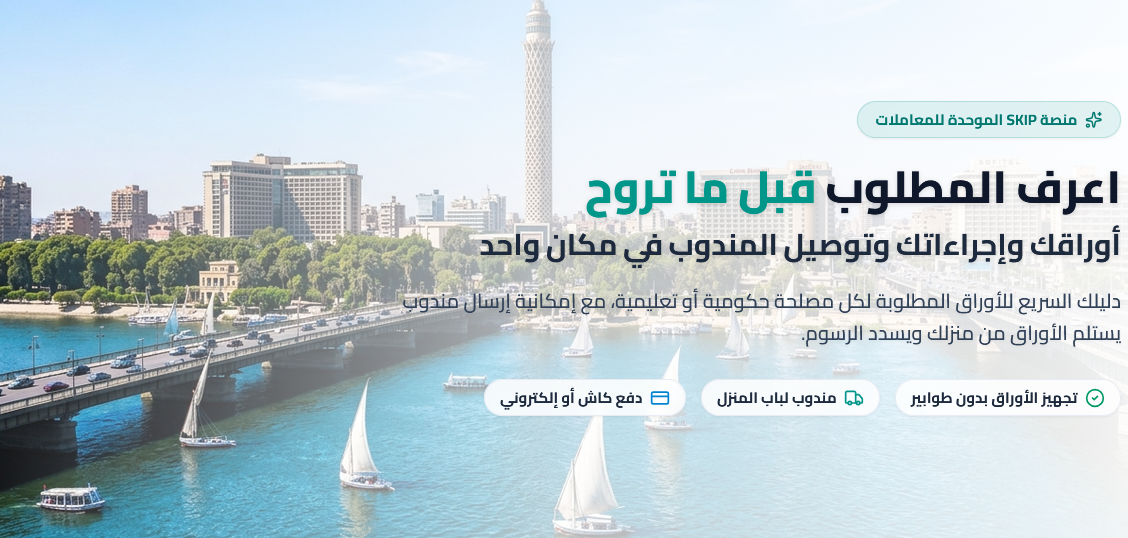 منصة SKIP الموحدة للمعاملات
اعرف المطلوب قبل ما تروح
أوراقك وإجراءاتك وتوصيل المندوب في مكان واحد
دليلك السريع للأوراق المطلوبة لكل مصلحة حكومية أو تعليمية، مع إمكانية إرسال مندوب
يستلم الأوراق من منزلك ويسدد الرسوم.
تجهيز الأوراق بدون طوابير
مندوب لباب المنزل
دفع كاش أو إلكتروني